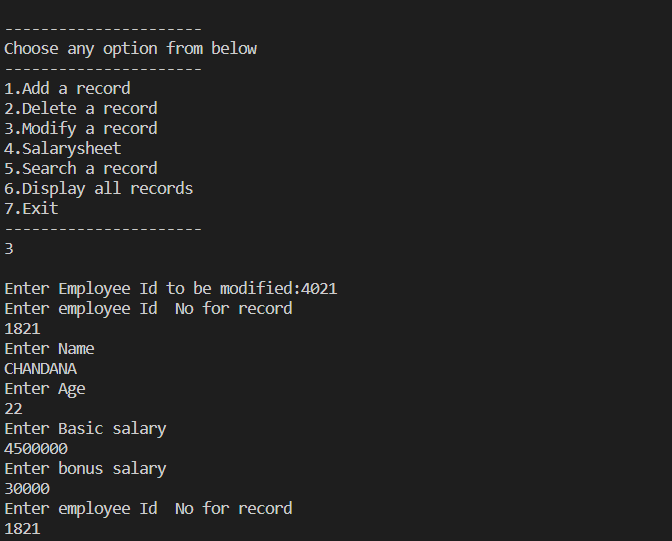 ----------------------
Choose any option from below
----------------------
1.Add a record
2.Delete a record
3.Modify a record
4.Salarysheet
5.Search a record
6.Display all records
7.Exit
----------------------
3
Enter Employee Id to be modified:4021
Enter employee Id  No for record
1821
Enter Name
CHANDANA
Enter Age
22
Enter Basic salary
4500000
Enter bonus salary
30000
Enter employee Id  No for record
1821